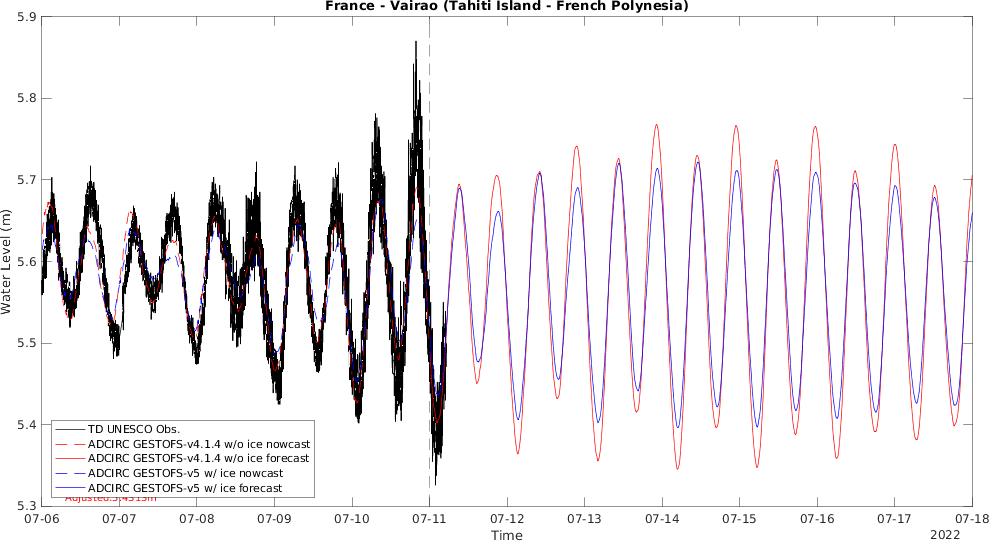 France - Vairao (Tahiti Island - French Polynesia)
5.9
5.8
5.7
5.6
5.5
5.4
5.3
Water Level (m)
TD UNESCO Obs.
ADCIRC GESTOFS-v4.1.4 w/o ice nowcast
ADCIRC GESTOFS-v4.1.4 w/o ice forecast
ADCIRC GESTOFS-v5 w/ ice nowcast
ADCIRC GESTOFS-v5 w/ ice forecast
07-06 07-07 07-08 07-09 07-10 07-11 07-12 07-13 07-14 07-15 07-16 07-17 07-18
Time
2022